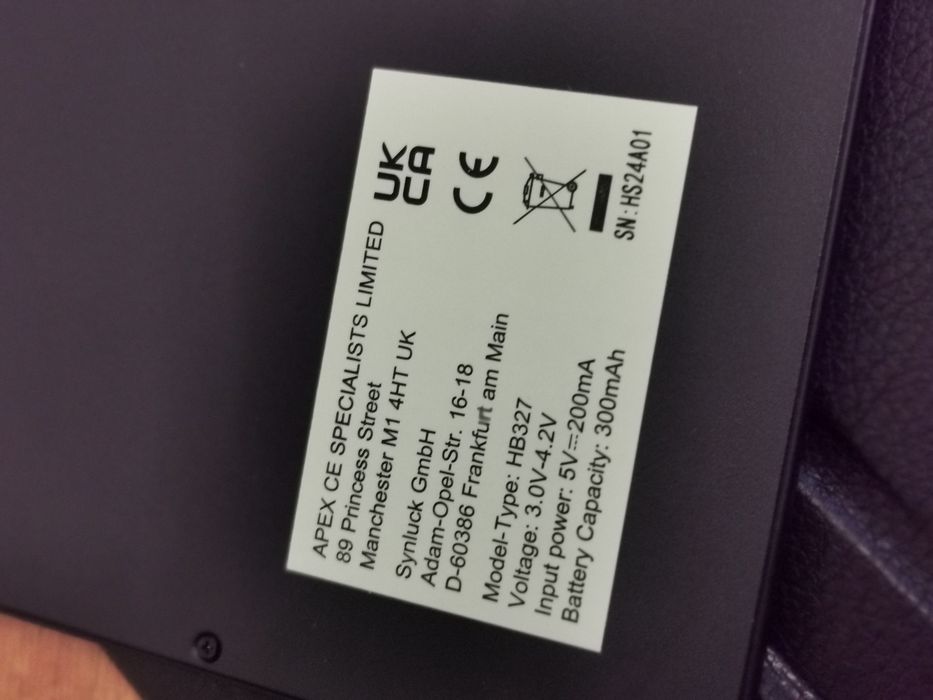 APEX CE SPECIALISTS LIMITED
89 Princess Street
Manchester M1 4HT UK
Synluck GmbH
Adam-Opel-Str. 16-18
D-60386 Frankfurt am Main
Model-Type: HB327
Voltage: 3.0V-4.2V
Input power: 5V⎓200mA
Battery Capacity: 300mAh
UK
CA
CE
SN:HS24A01